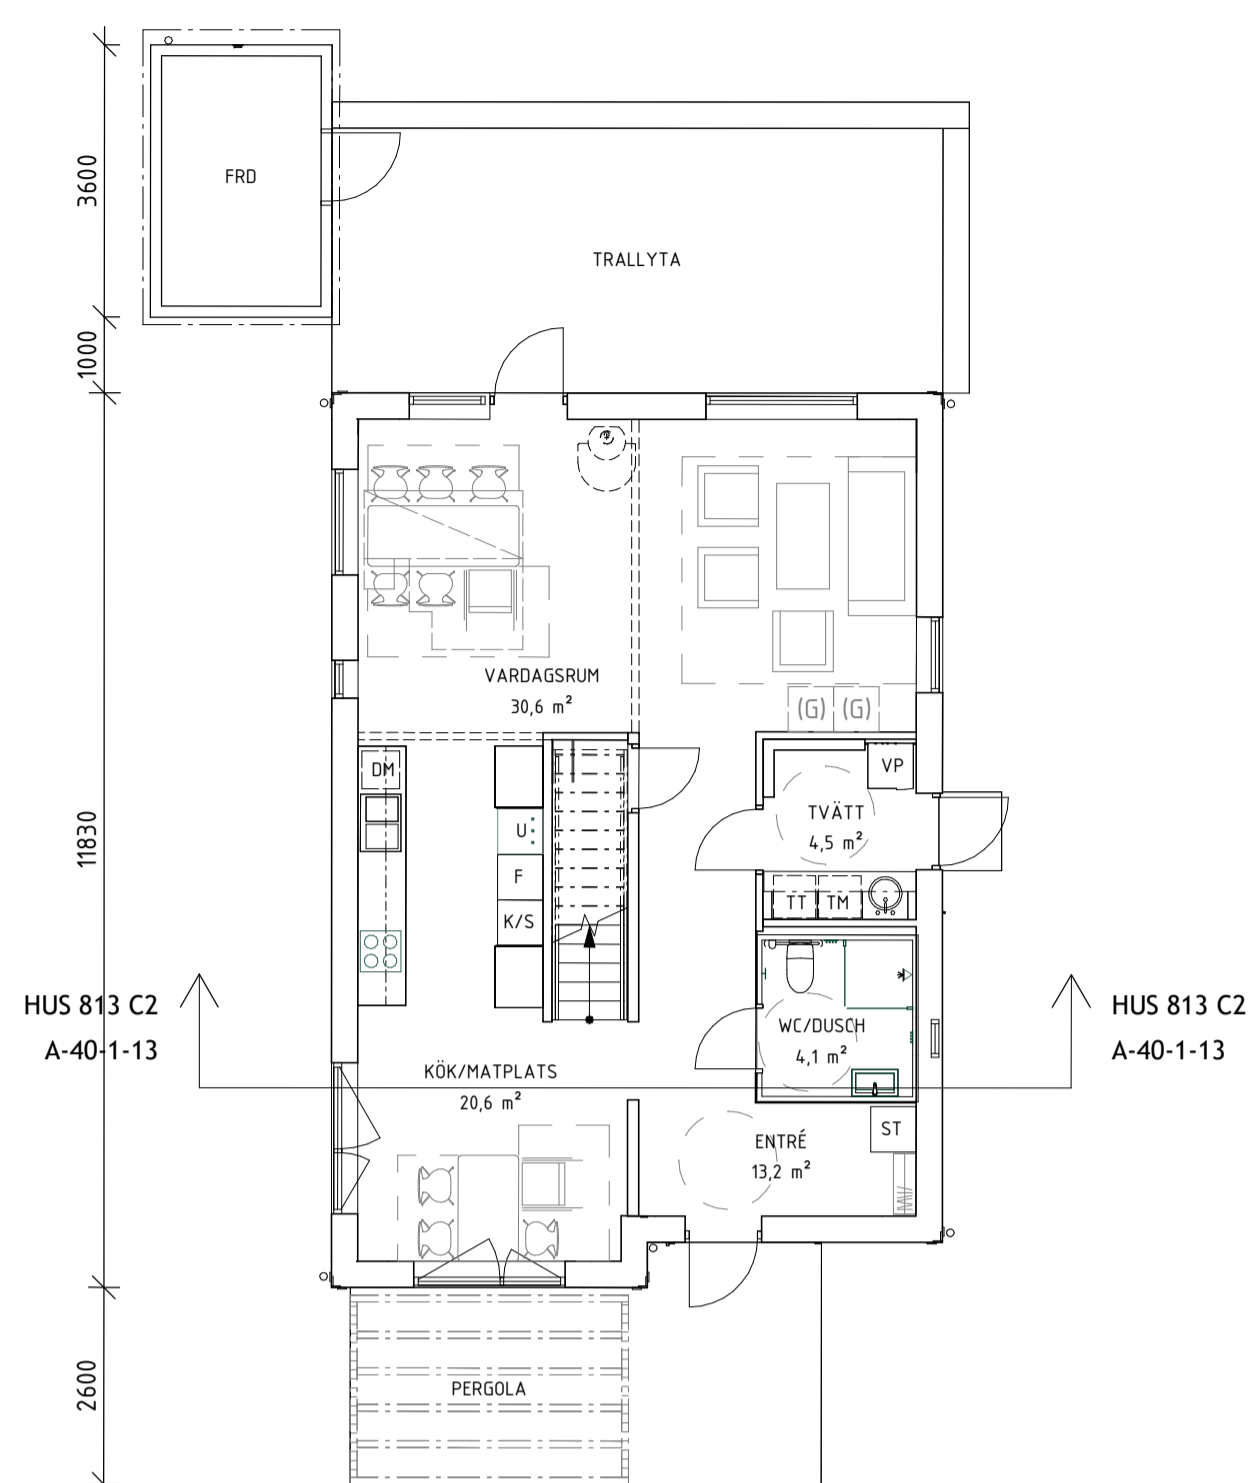 3600
FRD
TRALLYTA
1000
VARDAGSRUM
30,6 m²
(G) (G)
DM
VP
TVÄTT
4,5 m²
11830
U
F
K/S
TT TM
HUS 813 C2
A-40-1-13
WC/DUSCH
4,1 m²
HUS 813 C2
A-40-1-13
KÖK/MATPLATS
20,6 m²
ST
ENTRÉ
13,2 m²
2600
PERGOLA